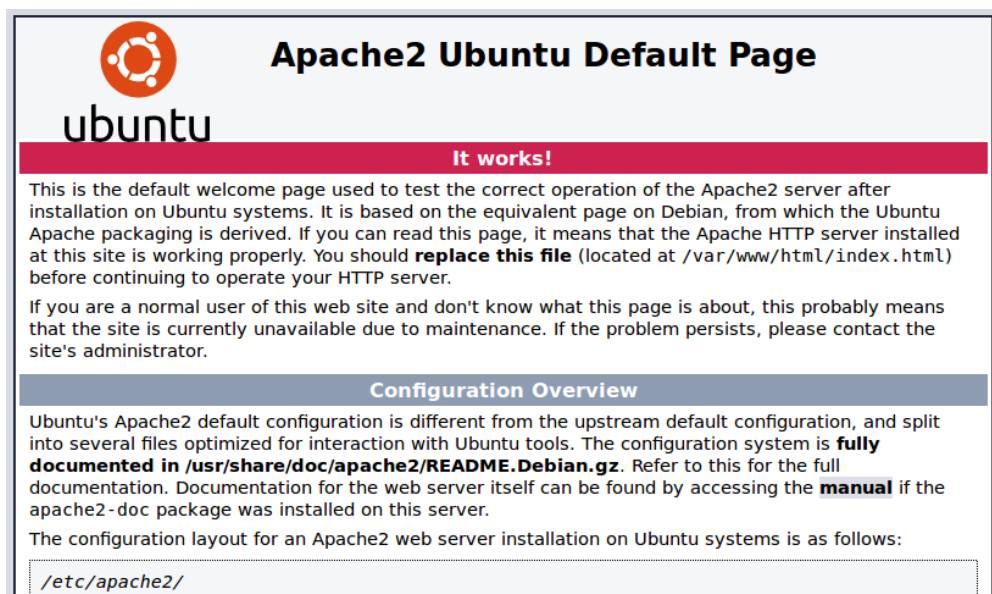 Apache2 Ubuntu Default Page
ubuntu
It works!
This is the default welcome page used to test the correct operation of the Apache2 server after
installation on Ubuntu systems. It is based on the equivalent page on Debian, from which the Ubuntu
Apache packaging is derived. If you can read this page, it means that the Apache HTTP server installed
at this site is working properly. You should replace this file (located at /var/www/html/index.html)
before continuing to operate your HTTP server.
If you are a normal user of this web site and don't know what this page is about, this probably means
that the site is currently unavailable due to maintenance. If the problem persists, please contact the
site's administrator.
Configuration Overview
Ubuntu's Apache2 default configuration is different from the upstream default configuration, and split
into several files optimized for interaction with Ubuntu tools. The configuration system is fully
documented in /usr/share/doc/apache2/README.Debian.gz. Refer to this for the full
documentation. Documentation for the web server itself can be found by accessing the manual if the
apache2-doc package was installed on this server.
The configuration layout for an Apache2 web server installation on Ubuntu systems is as follows:
/etc/apache2/